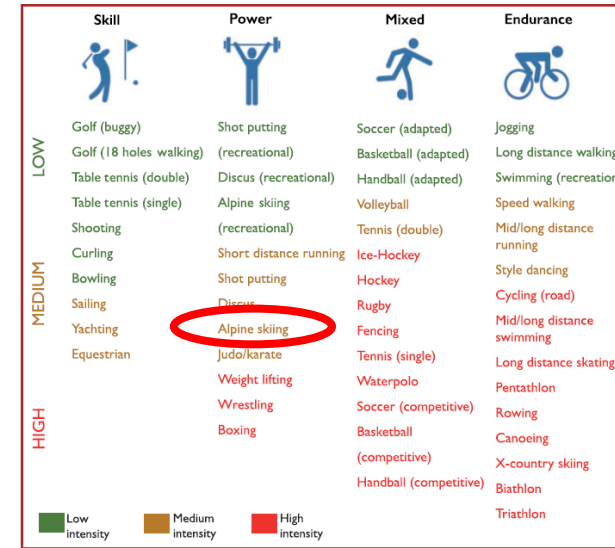 Skill
Power
Mixed
Endurance
LOW
MEDIUM
HIGH
Golf (buggy)
Golf (18 holes walking)
Table tennis (double)
Table tennis (single)
Shooting
Curling
Bowling
Sailing
Yachting
Equestrian
Shot putting
(recreational)
Discus (recreational)
Alpine skiing
(recreational)
Short distance running
Shot putting
Discus
Alpine skiing
Judo/karate
Weight lifting
Wrestling
Boxing
Soccer (adapted)
Basketball (adapted)
Handball (adapted)
Volleyball
Tennis (double)
Ice-Hockey
Hockey
Rugby
Fencing
Tennis (single)
Waterpolo
Soccer (competitive)
Basketball
(competitive)
Handball (competitive)
Jogging
Long distance walking
Swimming (recreation
Speed walking
Mid/long distance
running
Style dancing
Cycling (road)
Mid/long distance
swimming
Long distance skating
Pentathlon
Rowing
Canoeing
X-country skiing
Biathlon
Triathlon
Low
intensity
Medium
intensity
High
intensity